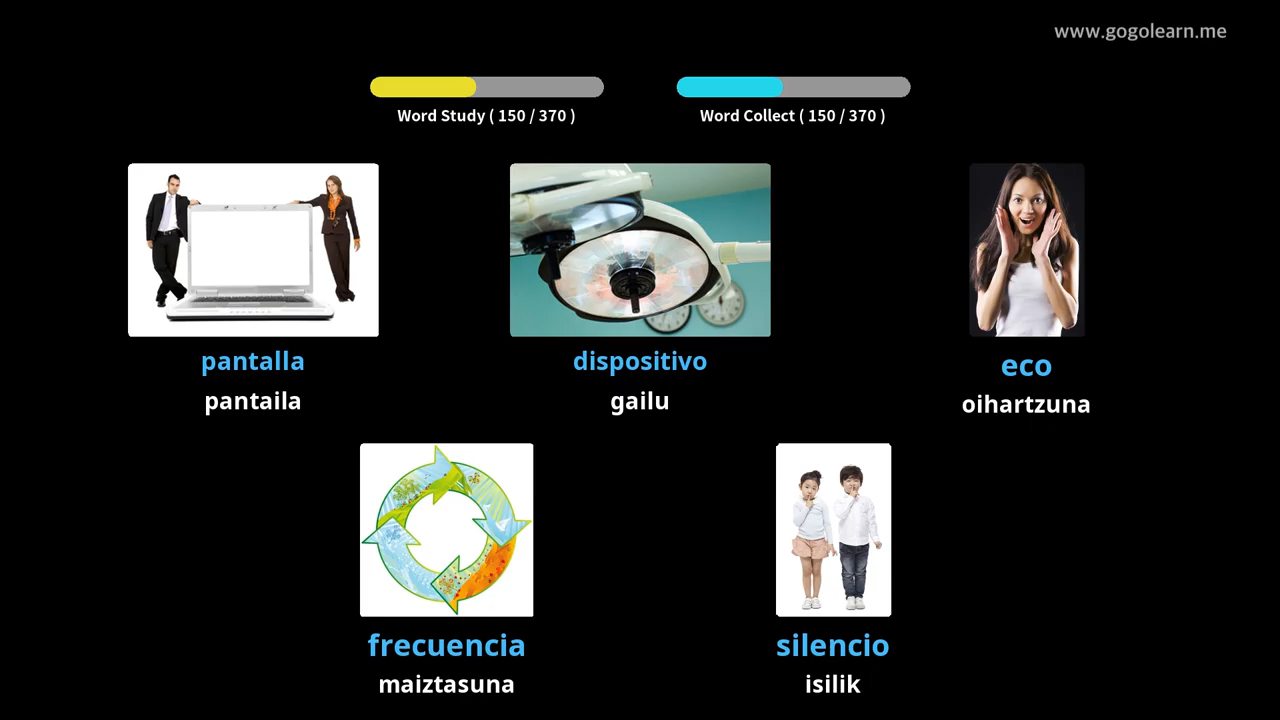 www.gogolearn.me
Word Study ( 150 / 370 )
Word Collect ( 150 / 370 )
pantalla
pantaila
dispositivo
gailu
eco
oihartzuna
frecuencia
maiztasuna
silencio
isilik